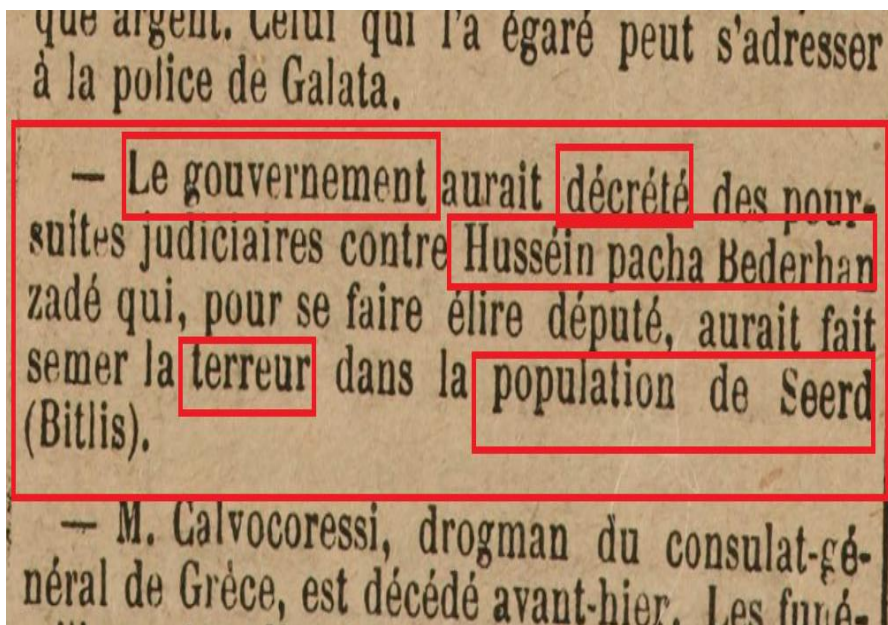 que argent. Celui qui l'a égaré peut s'adresser
à la police de Galata.
— Le gouvernement aurait décrété des pour-
suites judiciaires contre Husséin pacha Bederhan
zadé qui, pour se faire élire député, aurait fait
semer la terreur dans la population de Seerd
(Bitlis).
— M. Calvocoressi, drogman du consulat-gé-
néral de Grèce, est décédé avant-hier. Les funé-